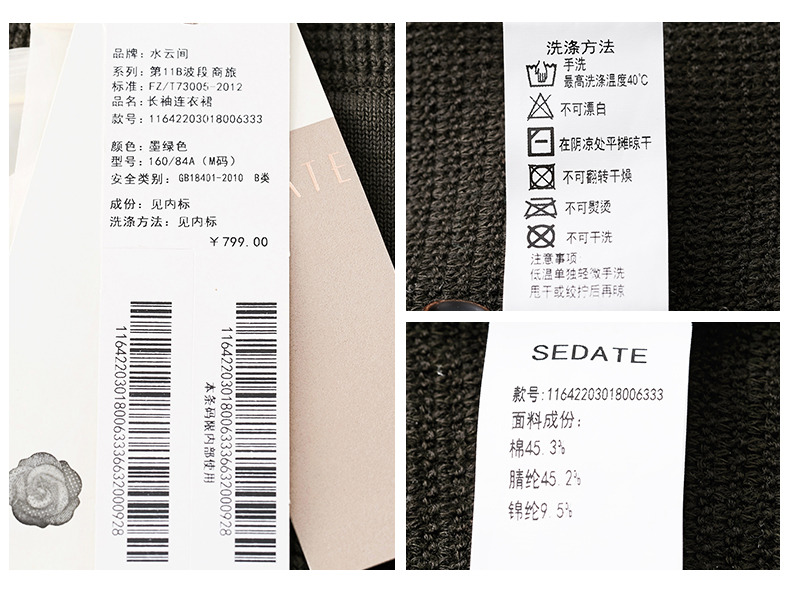 品牌：水云间
系列：第11B波段商旅
标准：FZ/T73005-2012
品名：长袖连衣裙
款号：11642203018006333
颜色：墨绿色
型号：160/84A（M码）
安全类别：GB18401-2010 B类
成份：见内标
洗涤方法：见内标
￥799.00
1164220301800633366632000928
本条码限内部使用
1164220301800633366632000928
ATE
洗涤方法
手洗
最高洗涤温度40℃
不可漂白
在阴凉处平摊晾干
不可翻转干燥
不可熨烫
不可干洗
注意事项
低温单独轻微手洗
甩干或绞拧后再晾
SEDATE
款号:11642203018006333
面料成份：
棉45.3%
腈纶45.2%
锦纶9.5%